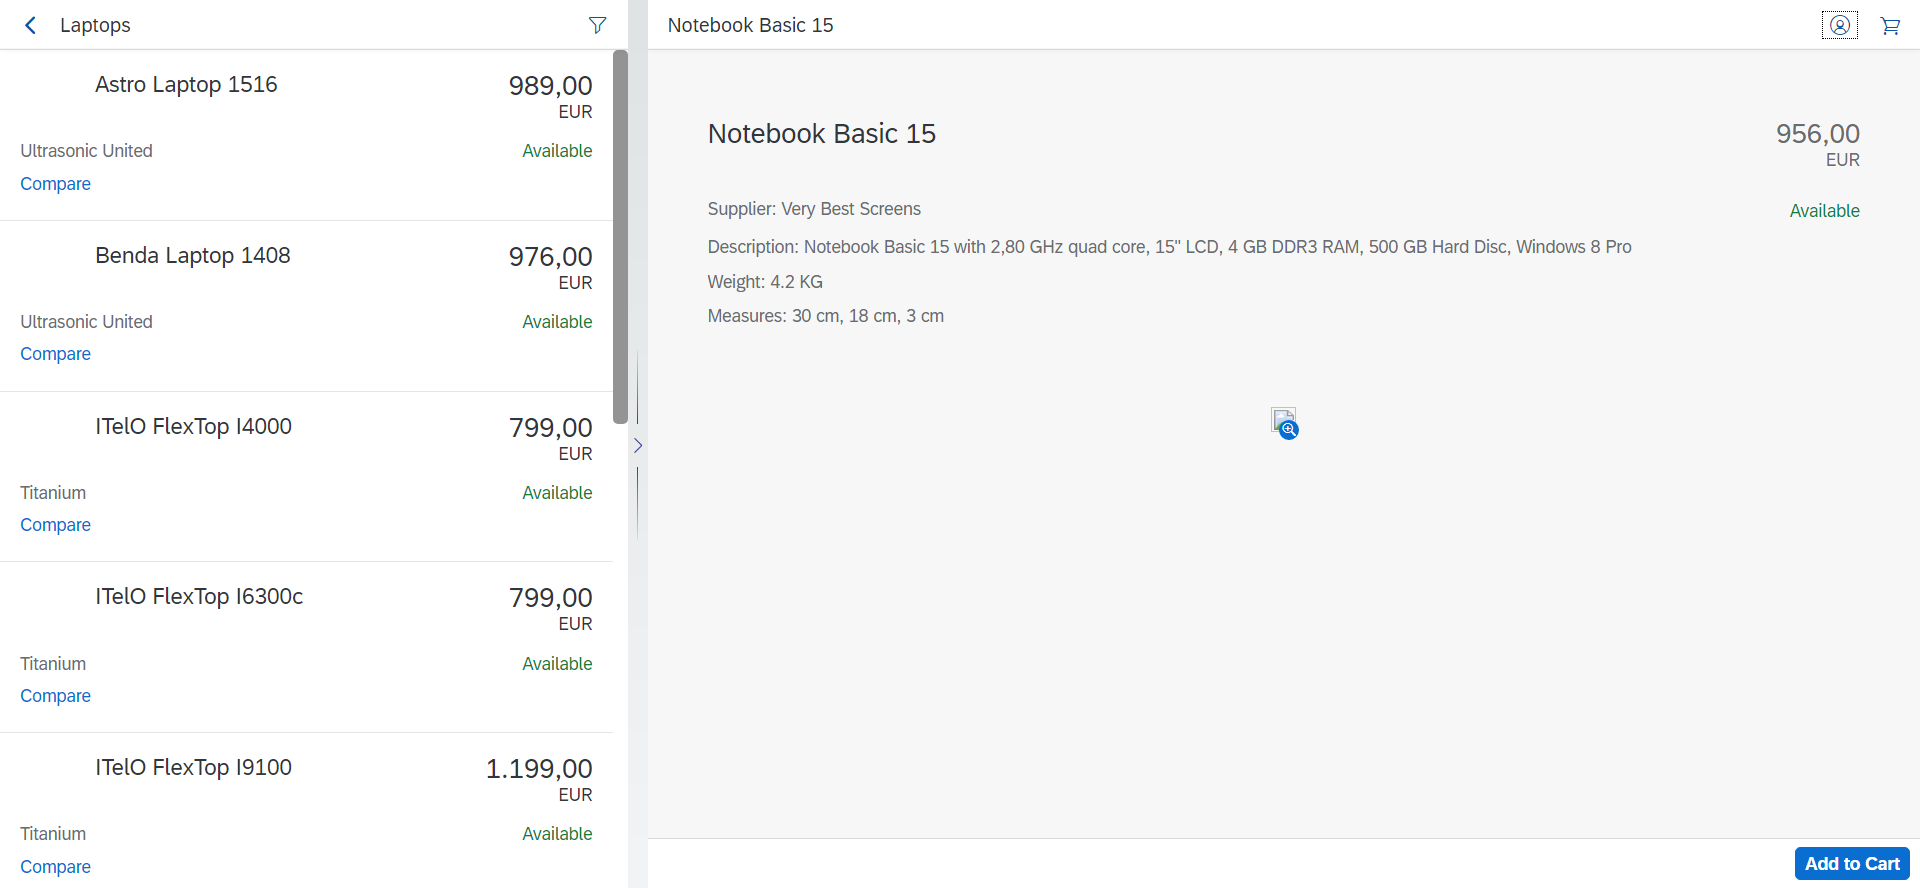 Laptops
Astro Laptop 1516
989,00
EUR
Ultrasonic United
Available
Compare
Benda Laptop 1408
976,00
EUR
Ultrasonic United
Available
Compare
ITelO FlexTop I4000
799,00
EUR
Titanium
Available
Compare
ITelO FlexTop I6300c
799,00
EUR
Titanium
Available
Compare
ITelO FlexTop I9100
1.199,00
EUR
Titanium
Available
Compare
Notebook Basic 15
Notebook Basic 15
956,00
EUR
Supplier: Very Best Screens
Available
Description: Notebook Basic 15 with 2,80 GHz quad core, 15" LCD, 4 GB DDR3 RAM, 500 GB Hard Disc, Windows 8 Pro
Weight: 4.2 KG
Measures: 30 cm, 18 cm, 3 cm
Add to Cart